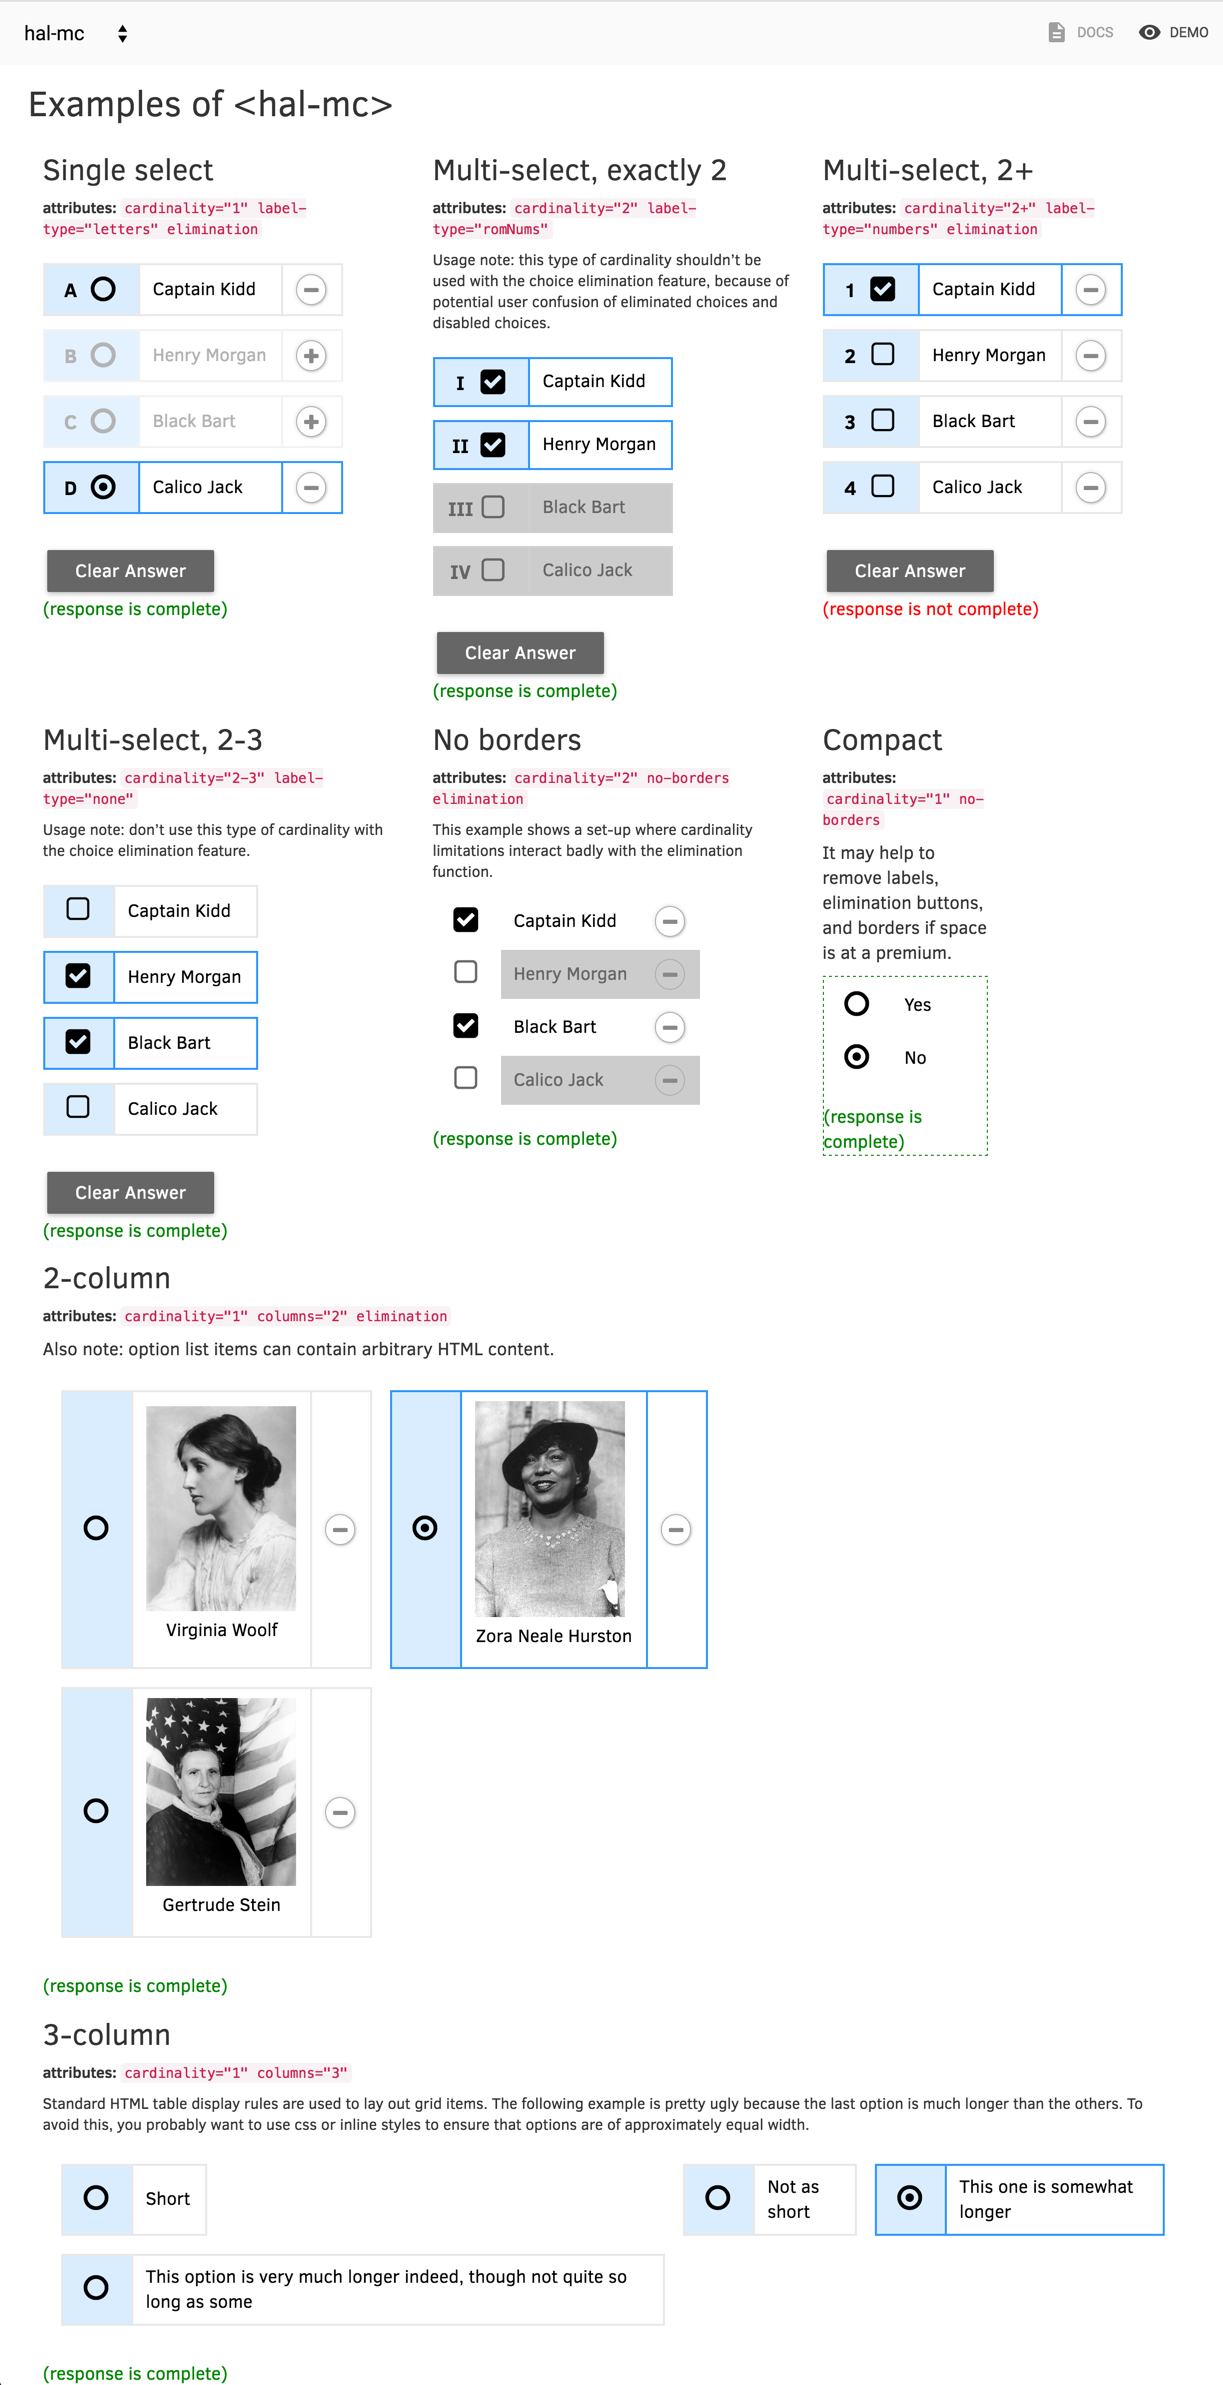 hal-mc
DOCS
DEMO
Examples of <hal-mc>
Single select
attributes: cardinality="1" label-
type="letters" elimination
A Captain Kidd
B Henry Morgan
C Black Bart
D Calico Jack
Clear Answer
(response is complete)
Multi-select, exactly 2
attributes: cardinality="2" label-
type="romNums"
Usage note: this type of cardinality shouldn't be
used with the choice elimination feature, because of
potential user confusion of eliminated choices and
disabled choices.
I Captain Kidd
II Henry Morgan
III Black Bart
IV Calico Jack
Clear Answer
(response is complete)
Multi-select, 2+
attributes: cardinality="2+" label-
type="numbers" elimination
1 Captain Kidd
2 Henry Morgan
3 Black Bart
4 Calico Jack
Clear Answer
(response is not complete)
Multi-select, 2-3
attributes: cardinality="2-3" label-
type="none"
Usage note: don't use this type of cardinality with
the choice elimination feature.
Captain Kidd
Henry Morgan
Black Bart
Calico Jack
Clear Answer
(response is complete)
No borders
attributes: cardinality="2" no-borders
elimination
This example shows a set-up where cardinality
limitations interact badly with the elimination
function.
Captain Kidd
Henry Morgan
Black Bart
Calico Jack
(response is complete)
Compact
attributes:
cardinality="1" no-
borders
It may help to
remove labels,
elimination buttons,
and borders if space
is at a premium.
Yes
No
(response is
complete)
2-column
attributes: cardinality="1" columns="2" elimination
Also note: option list items can contain arbitrary HTML content.
Virginia Woolf
Zora Neale Hurston
Gertrude Stein
(response is complete)
3-column
attributes: cardinality="1" columns="3"
Standard HTML table display rules are used to lay out grid items. The following example is pretty ugly because the last option is much longer than the others. To
avoid this, you probably want to use css or inline styles to ensure that options are of approximately equal width.
Short
Not as
short
This one is somewhat
longer
This option is very much longer indeed, though not quite so
long as some
(response is complete)